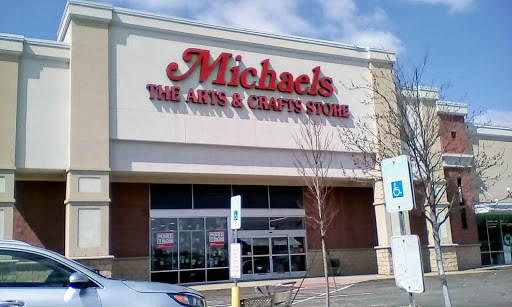 Michaels
THE ARTS & CRAFTS STORE